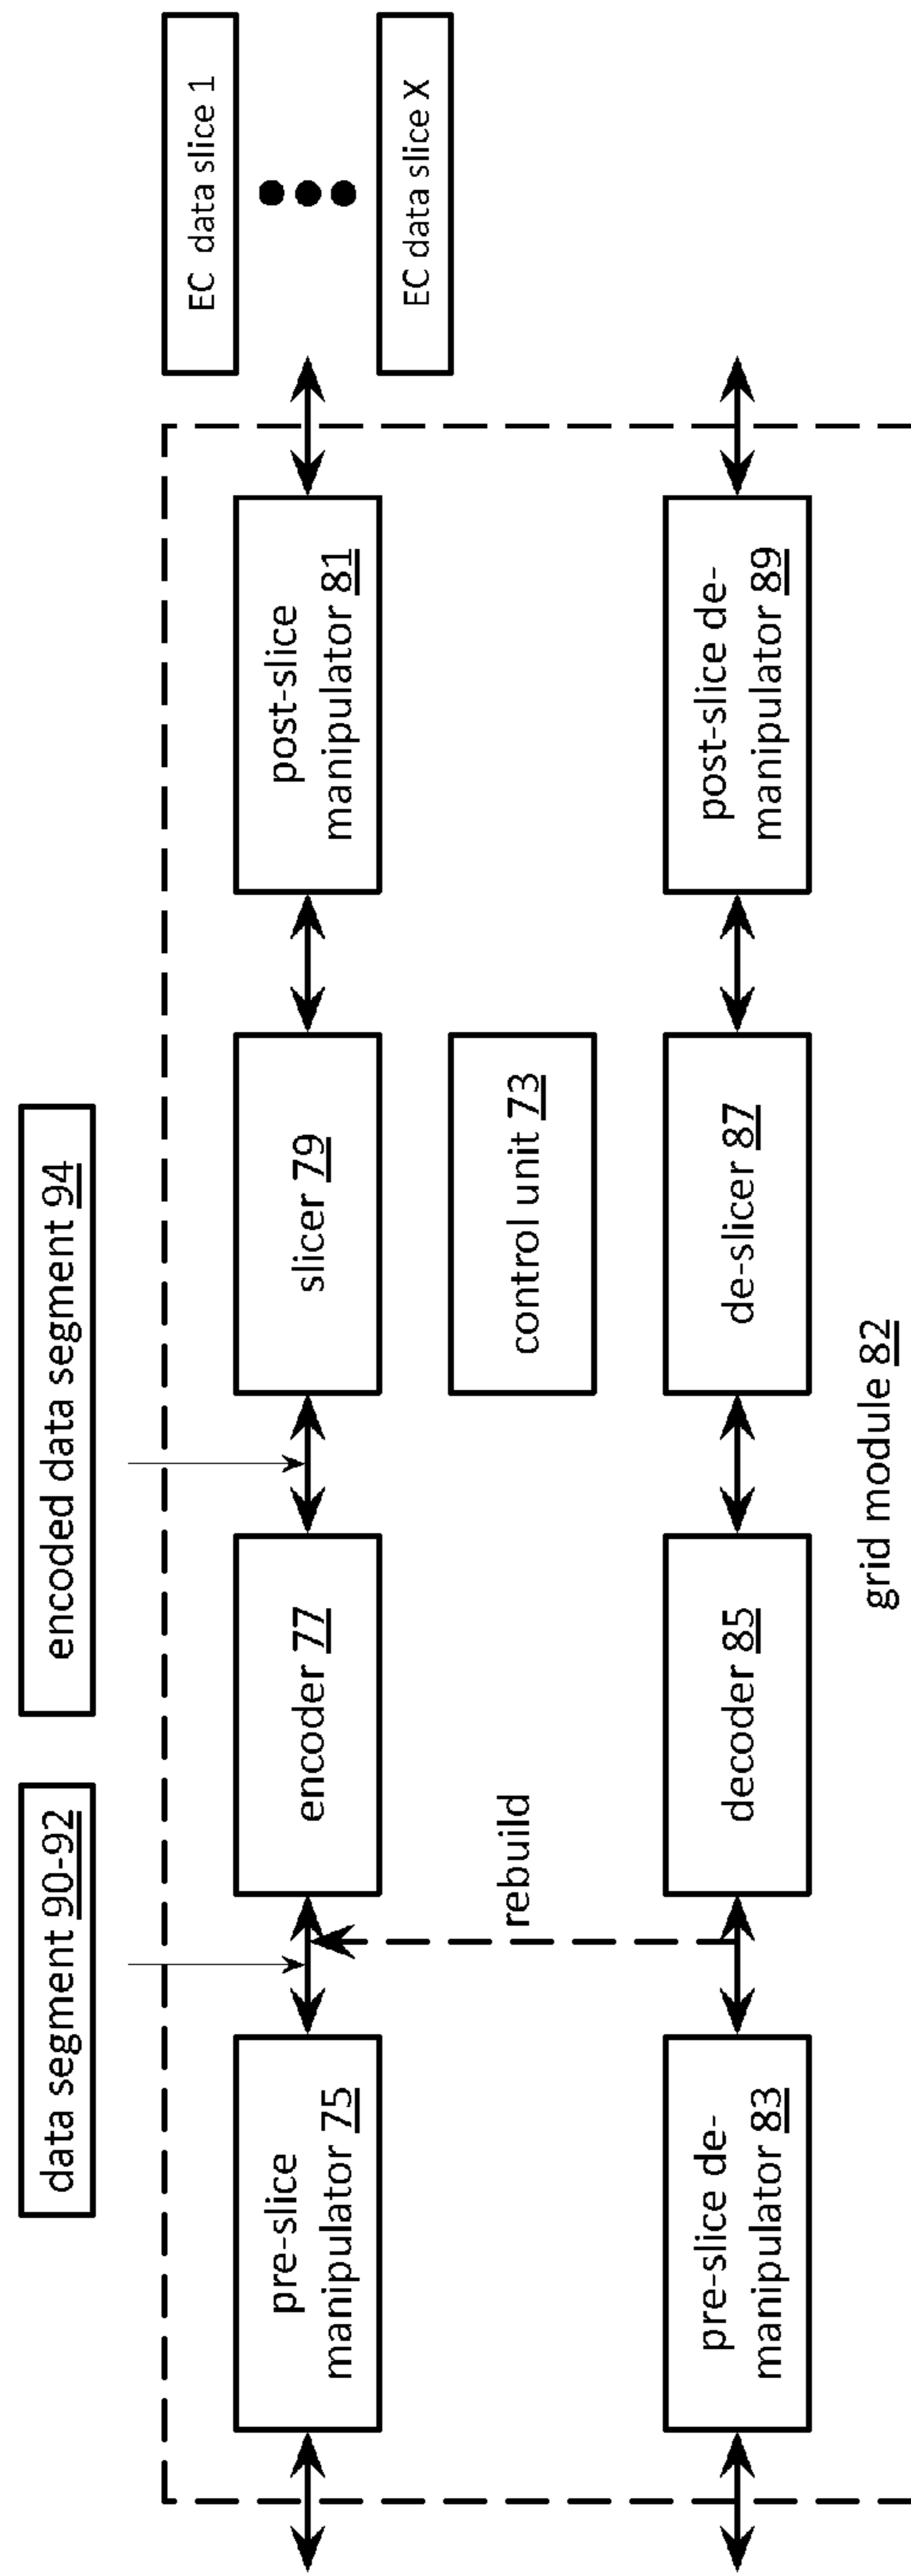 data segment 90-92
encoded data segment 94
EC data slice 1
EC data slice X
pre-slice
manipulator 75
encoder 77
slicer 79
post-slice
manipulator 81
rebuild
control unit 73
pre-slice de-
manipulator 83
decoder 85
de-slicer 87
post-slice de-
manipulator 89
grid module 82